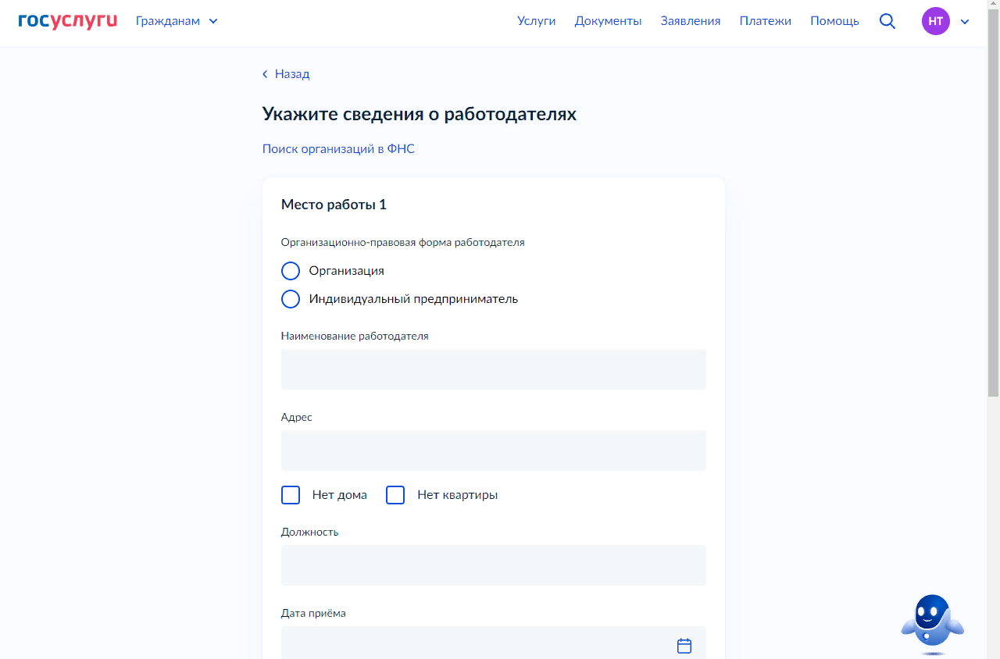 госуслуги Гражданам Услуги Документы Заявления Платежи Помощь НТ
Назад
Укажите сведения о работодателях
Поиск организаций в ФНС
Место работы 1
Организационно-правовая форма работодателя
Организация
Индивидуальный предприниматель
Наименование работодателя
Адрес
Нет дома Нет квартиры
Должность
Дата приёма